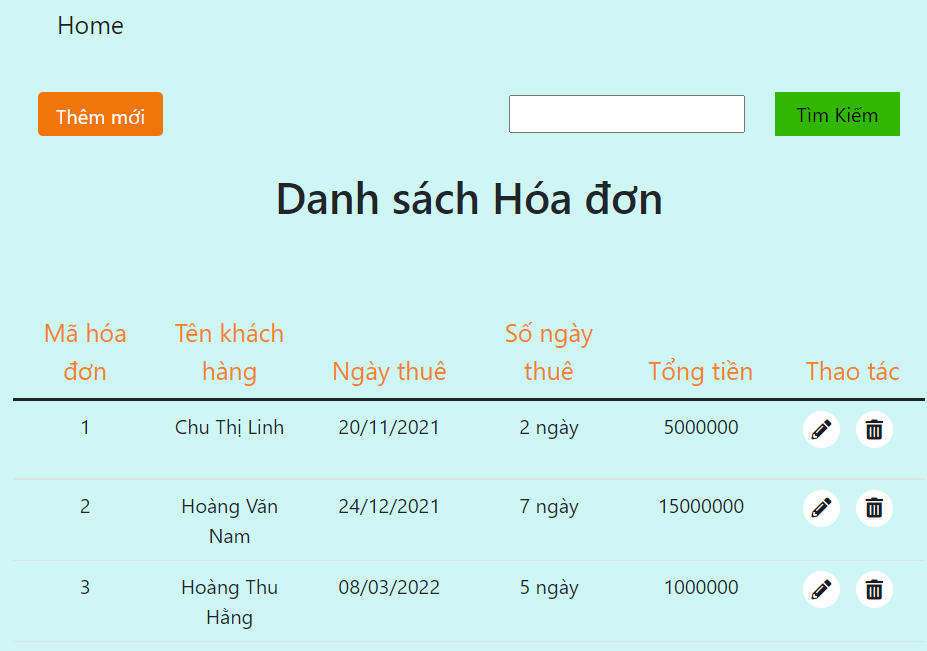 Home
Thêm mới
Tìm Kiếm
Danh sách Hóa đơn
Mã hóa đơn Tên khách hàng Ngày thuê Số ngày thuê Tổng tiền Thao tác
1 Chu Thị Linh 20/11/2021 2 ngày 5000000
2 Hoàng Văn Nam 24/12/2021 7 ngày 15000000
3 Hoàng Thu Hằng 08/03/2022 5 ngày 1000000